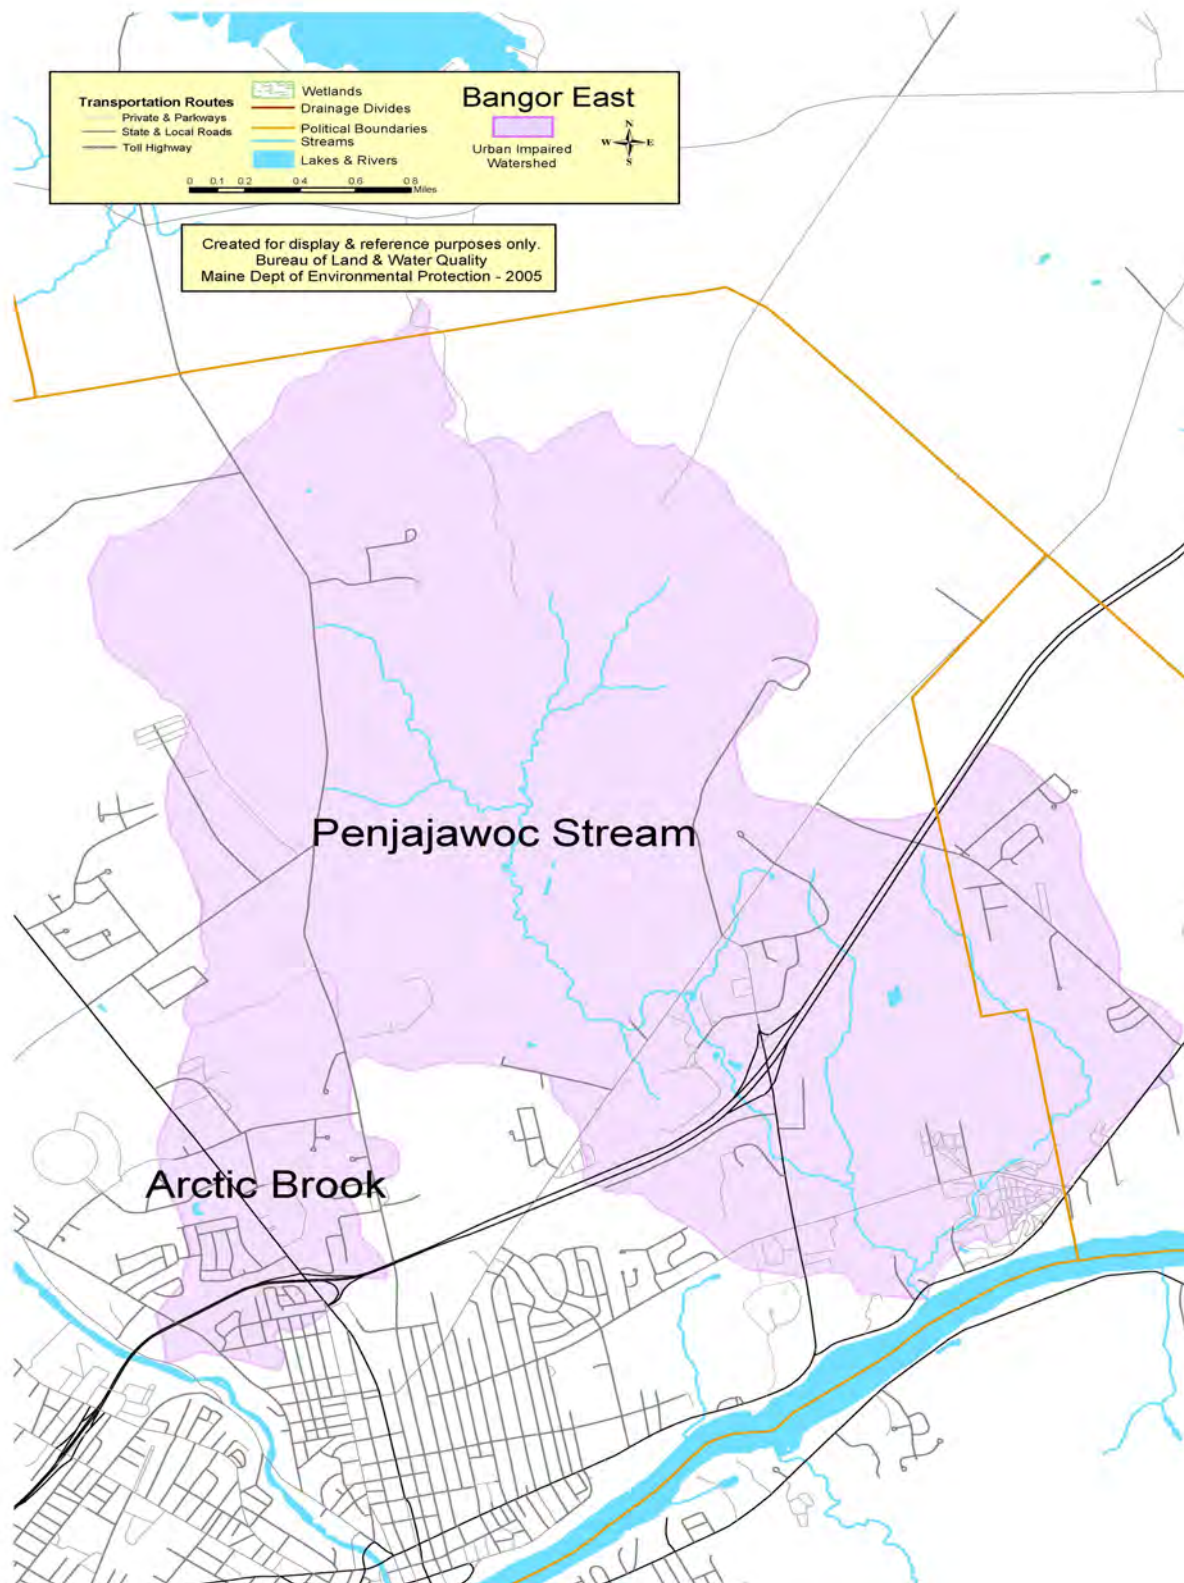 Bangor East
Transportation Routes
Private & Parkways
State & Local Roads
Toll Highway
Wetlands
Drainage Divides
Political Boundaries
Streams
Lakes & Rivers
Urban Impaired
Watershed
N
W E
S
0 0.1 0.2 0.4 0.6 0.8
Miles
Created for display & reference purposes only.
Bureau of Land & Water Quality
Maine Dept of Environmental Protection - 2005
Penjajawoc Stream
Arctic Brook